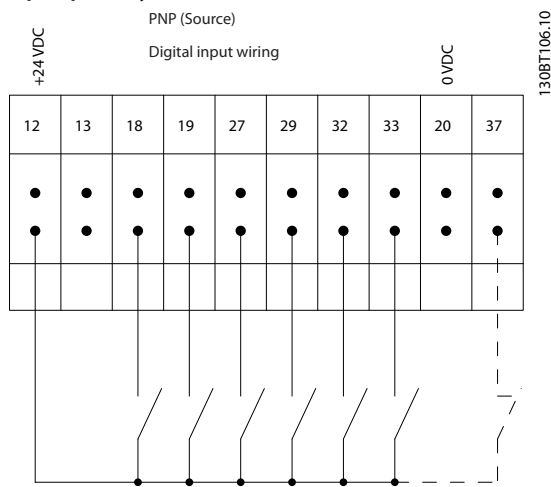 PNP (Source)
Digital input wiring
+24 VDC
0 VDC
130BT106.10
12 13 18 19 27 29 32 33 20 37